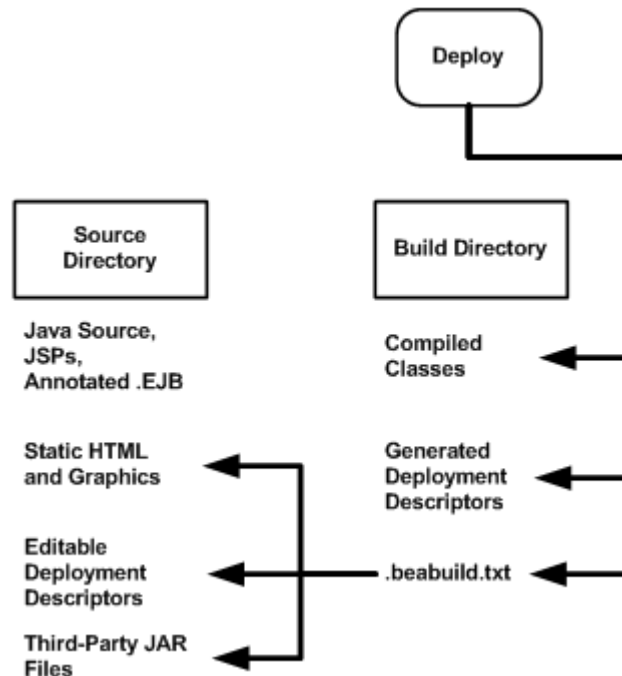 Deploy
Source
Directory
Build Directory
Java Source,
JSPs,
Annotated .EJB
Compiled
Classes
Static HTML
and Graphics
Generated
Deployment
Descriptors
Editable
Deployment
Descriptors
.beabuild.txt
Third-Party JAR
Files